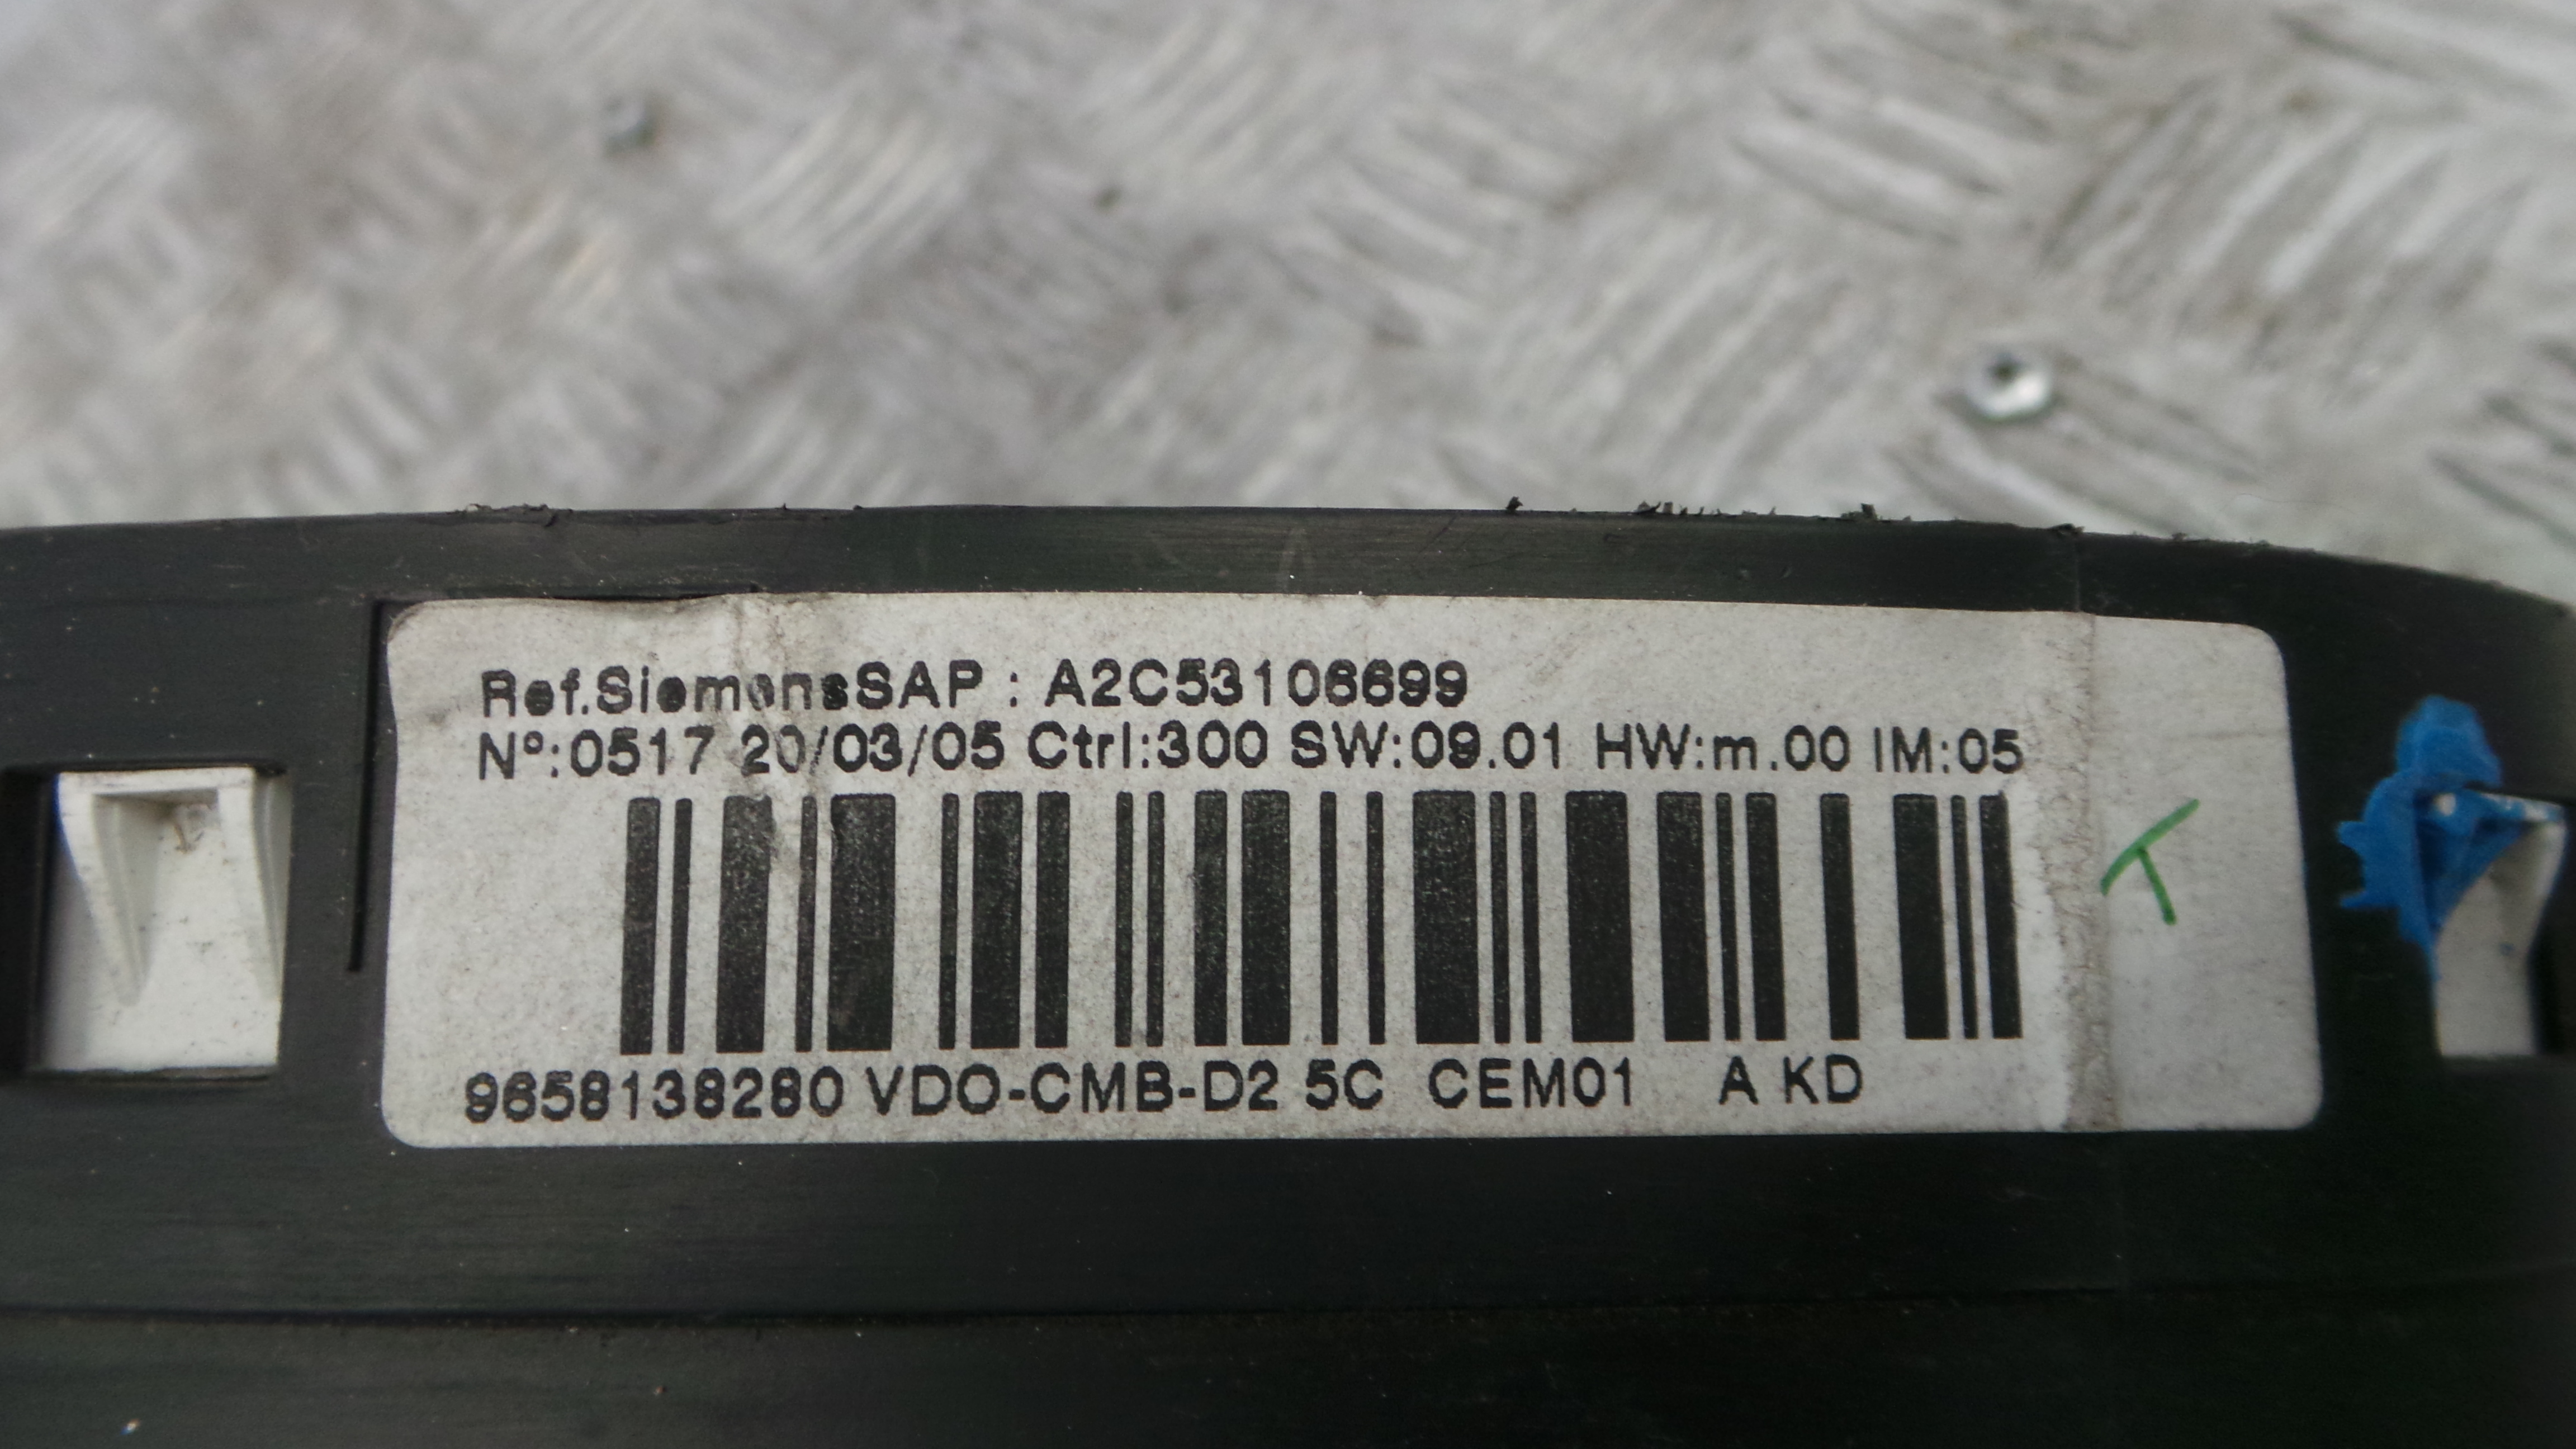 Ref.SiemensSAP : A2C53106699
Nº:0517 20/03/05 Ctrl:300 SW:09.01 HW:m.00 IM:05
T
9658138280 VDO-CMB-D2 5C CEM01 A KD